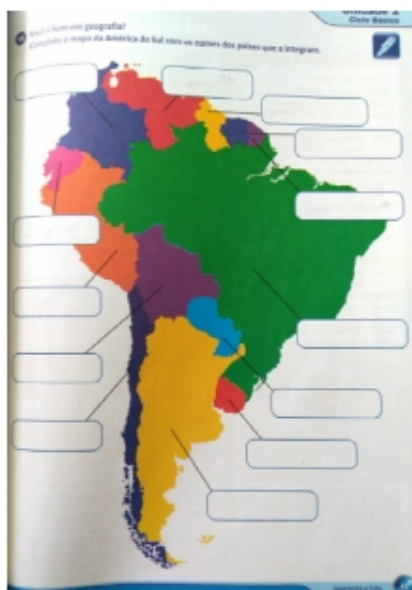 Unidade 2
Ciclo Básico
Você é bom em geografia?
Complete o mapa da América do Sul com os nomes dos países que a integram.